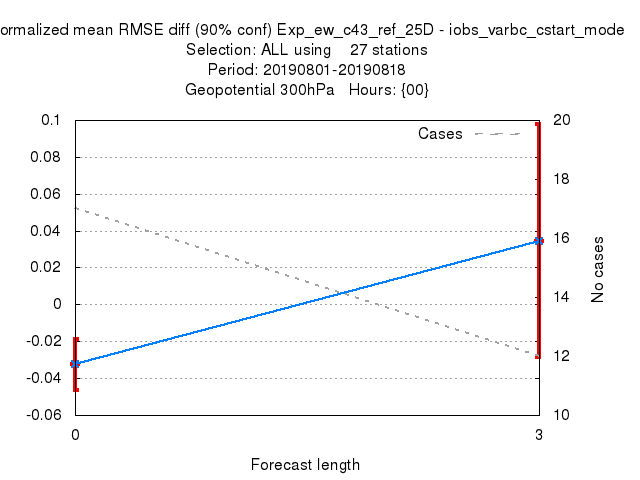 ormalized mean RMSE diff (90% conf) Exp_ew_c43_ref_25D - iobs_varbc_cstart_mode
Selection: ALL using 27 stations
Period: 20190801-20190818
Geopotential 300hPa Hours: {00}
Cases
0.1
0.08
0.06
0.04
0.02
0
-0.02
-0.04
-0.06
20
18
16
14
12
10
No cases
0
3
Forecast length